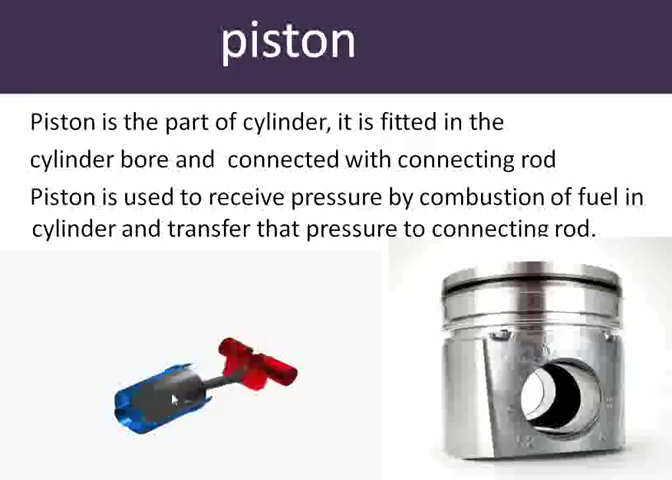 piston
Piston is the part of cylinder, it is fitted in the
cylinder bore and connected with connecting rod
Piston is used to receive pressure by combustion of fuel in
cylinder and transfer that pressure to connecting rod.